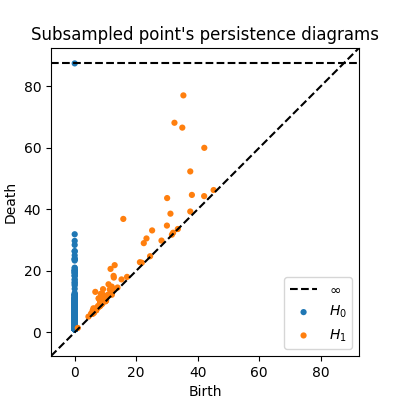 Subsampled point's persistence diagrams
Death
80
60
40
20
0
∞
H₀
H₁
0 20 40 60 80
Birth